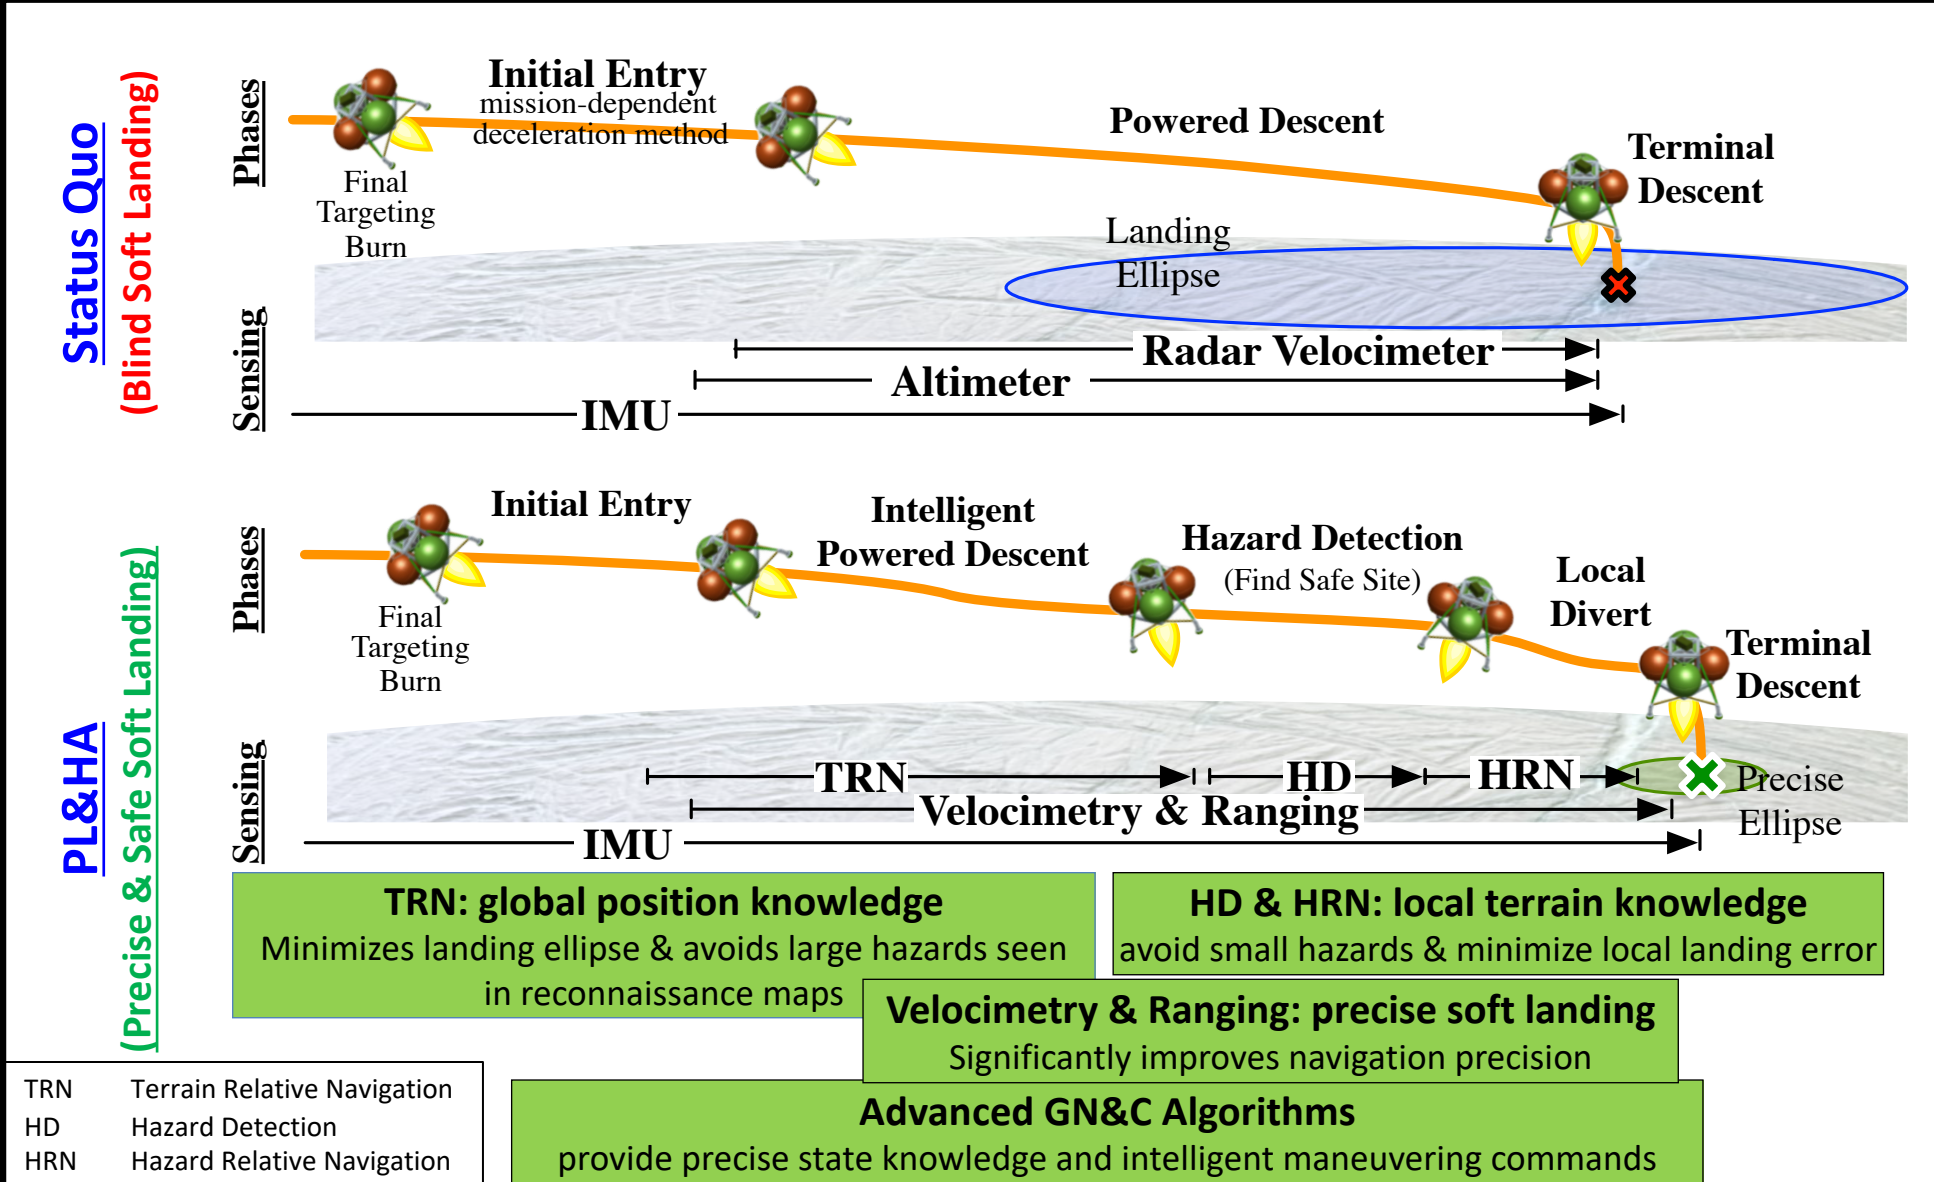 Status Quo
(Blind Soft Landing)
Phases
Initial Entry
mission-dependent
deceleration method
Final
Targeting
Burn
Powered Descent
Terminal
Descent
Landing
Ellipse
Sensing
Radar Velocimeter
Altimeter
IMU
PL&HA
(Precise & Safe Soft Landing)
Phases
Initial Entry
Final
Targeting
Burn
Intelligent
Powered Descent
Hazard Detection
(Find Safe Site)
Local
Divert
Terminal
Descent
Sensing
TRN
HD
HRN
Precise
Ellipse
Velocimetry & Ranging
IMU
TRN: global position knowledge
Minimizes landing ellipse & avoids large hazards seen
in reconnaissance maps
HD & HRN: local terrain knowledge
avoid small hazards & minimize local landing error
Velocimetry & Ranging: precise soft landing
Significantly improves navigation precision
Advanced GN&C Algorithms
provide precise state knowledge and intelligent maneuvering commands
TRN Terrain Relative Navigation
HD Hazard Detection
HRN Hazard Relative Navigation